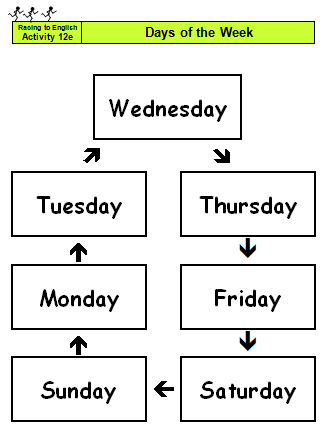 Racing to English
Activity 12e
Days of the Week
Wednesday
Tuesday
Thursday
Monday
Friday
Sunday
Saturday